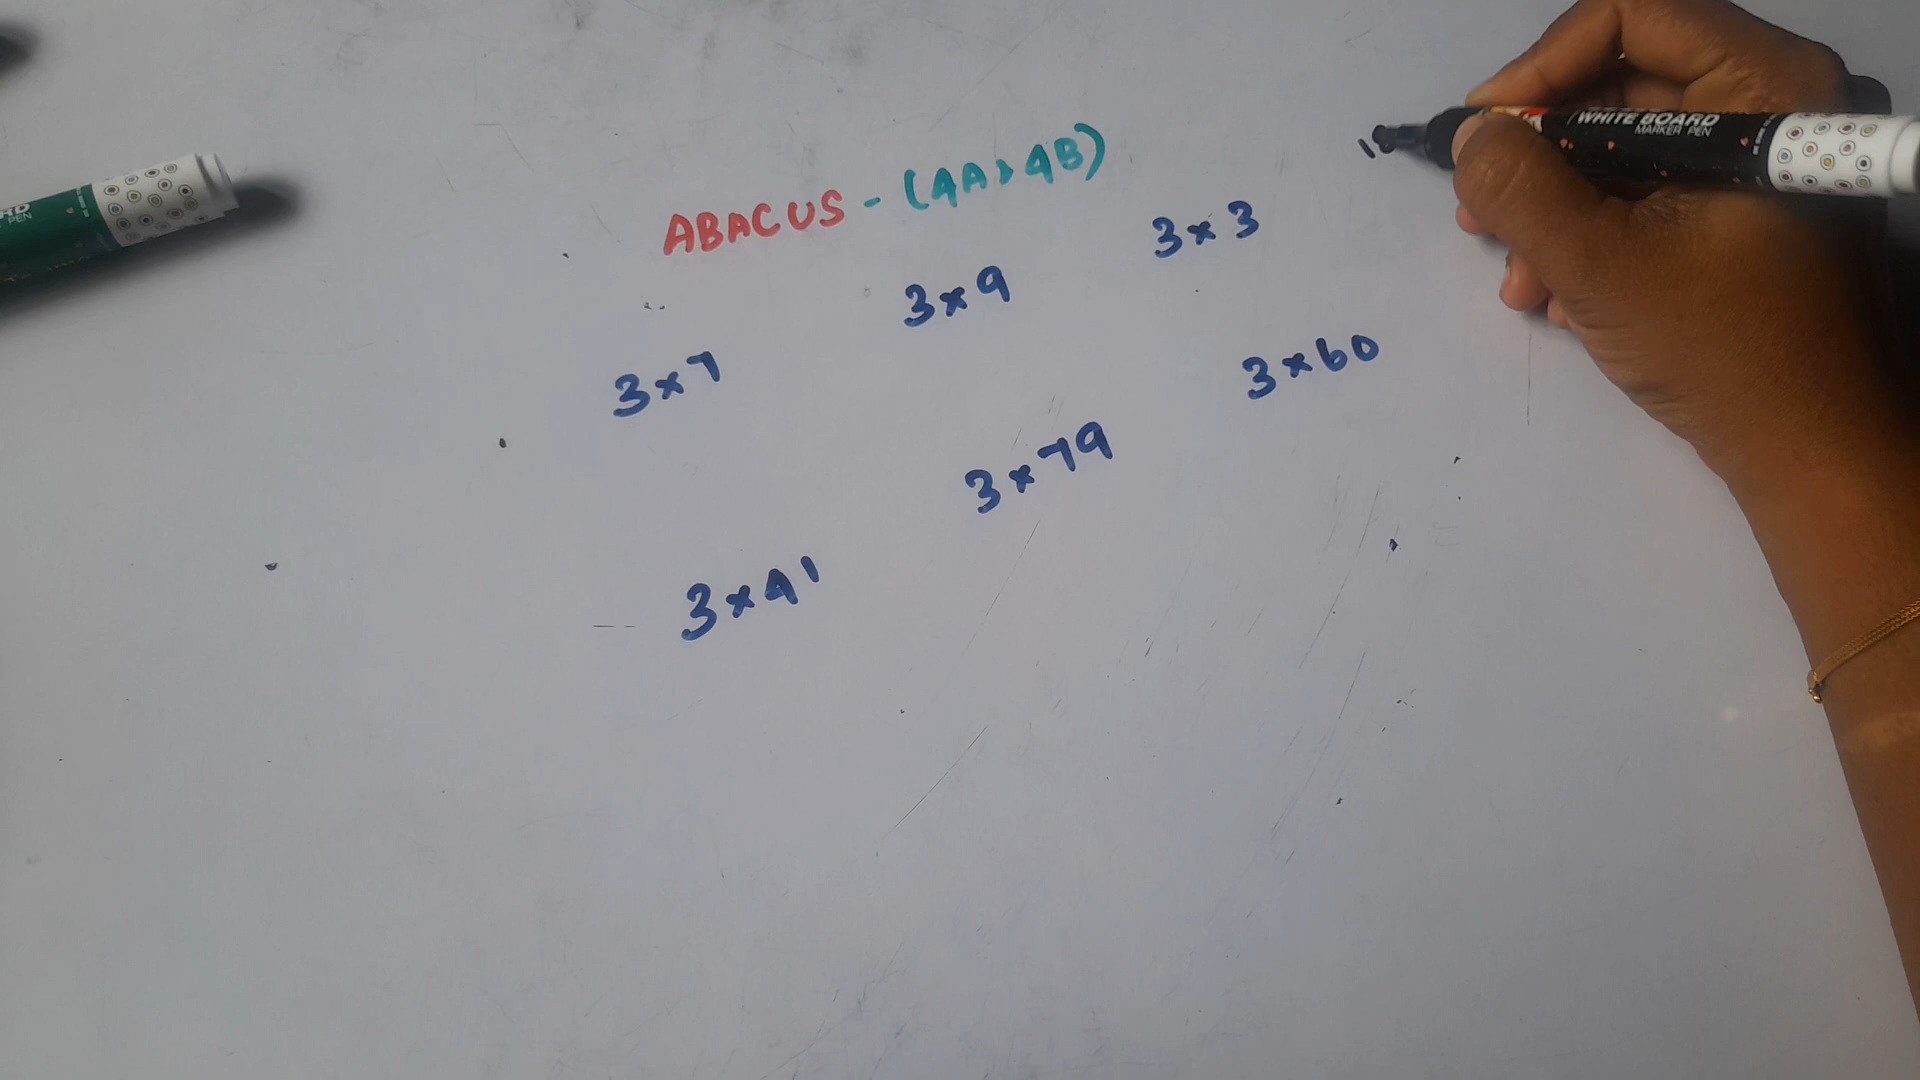 ABACUS - (4A, 4B)
3×7 3×9 3×3
3×41 3×79 3×60
WHITE BOARD
MARKER PEN
PEN